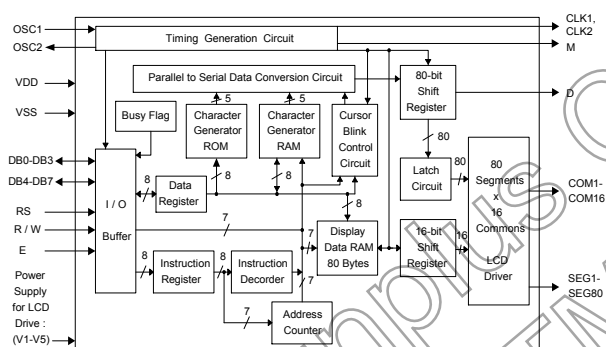 OSC1
OSC2
VDD
VSS
DB0-DB3
DB4-DB7
RS
R / W
E
Power
Supply
for LCD
Drive :
(V1-V5)
Timing Generation Circuit
Parallel to Serial Data Conversion Circuit
Busy Flag
5
5
Character
Generator
ROM
Character
Generator
RAM
Cursor
Blink
Control
Circuit
80-bit
Shift
Register
80
Latch
Circuit
80
80
Segments
x
16
Commons
LCD
Driver
I / O
Buffer
8
Data
Register
8
8
8
7
7
Display
Data RAM
80 Bytes
16-bit
Shift
Register
16
8
Instruction
Register
8
Instruction
Decorder
7
7
Address
Counter
CLK1,
CLK2
M
D
COM1-
COM16
SEG1-
SEG80